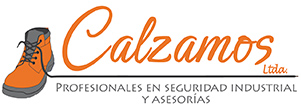 Calzamos
Ltda.
PROFESIONALES EN SEGURIDAD INDUSTRIAL
Y ASESORÍAS